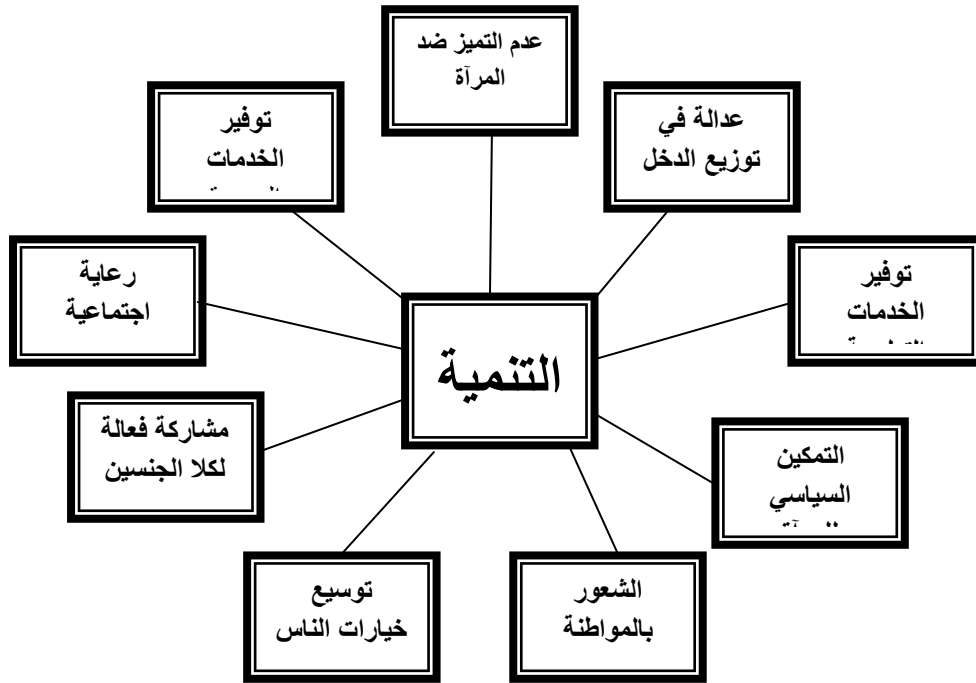 عدم التميز ضد
المرآة
توفير
الخدمات
عدالة في
توزيع الدخل
رعاية
اجتماعية
توفير
الخدمات
التنمية
مشاركة فعالة
لكلا الجنسين
التمكين
السياسي
توسيع
خيارات الناس
الشعور
بالمواطنة